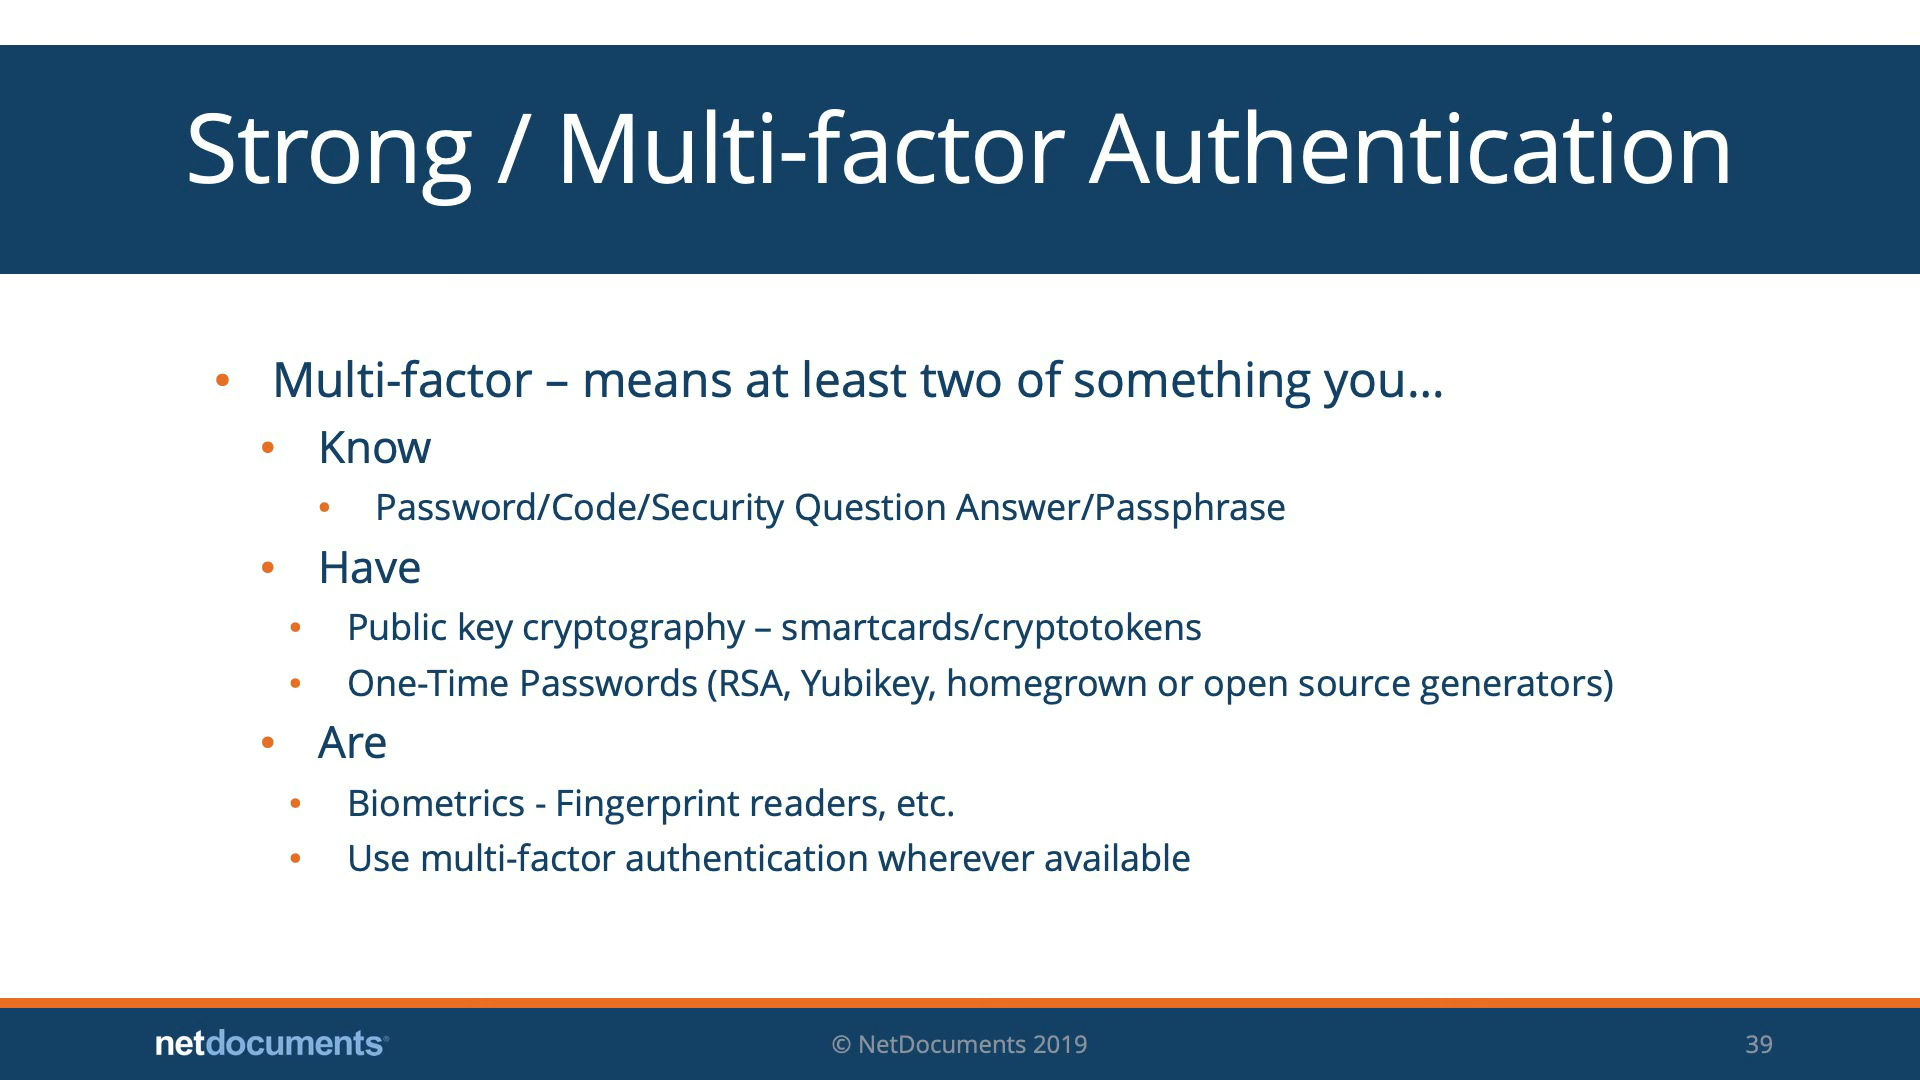 Strong / Multi-factor Authentication
• Multi-factor – means at least two of something you...
• Know
• Password/Code/Security Question Answer/Passphrase
• Have
• Public key cryptography – smartcards/cryptotokens
• One-Time Passwords (RSA, Yubikey, homegrown or open source generators)
• Are
• Biometrics - Fingerprint readers, etc.
• Use multi-factor authentication wherever available
netdocuments®
© NetDocuments 2019
39